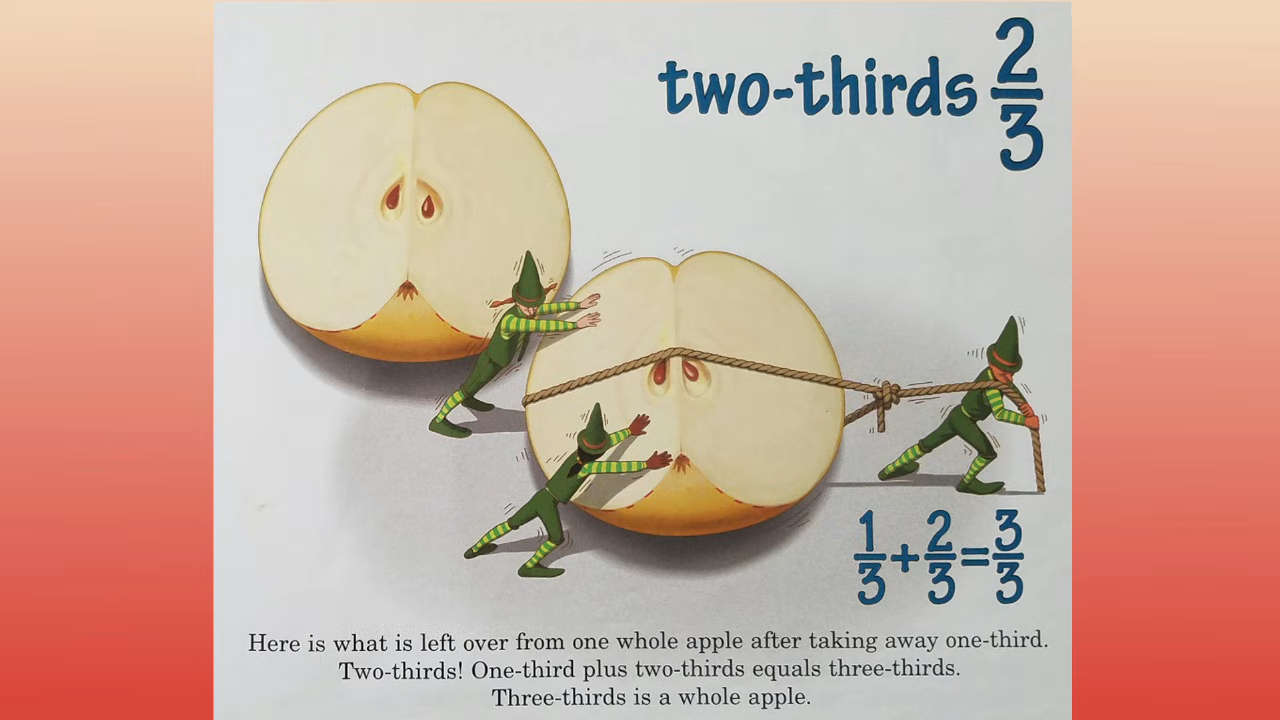 two-thirds 2/3
1/3 + 2/3 = 3/3
Here is what is left over from one whole apple after taking away one-third.
Two-thirds! One-third plus two-thirds equals three-thirds.
Three-thirds is a whole apple.